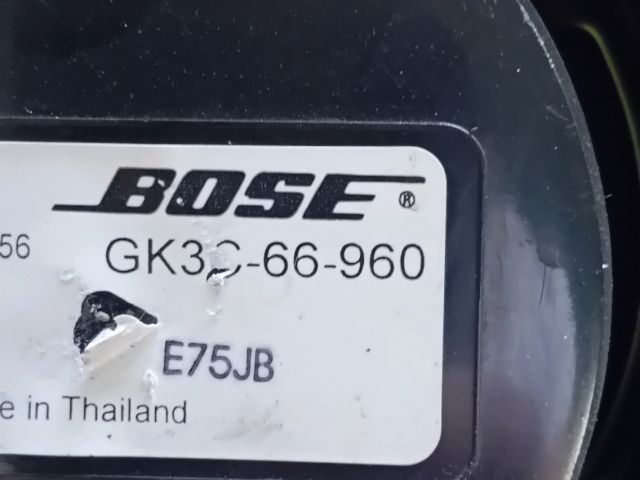 BOSE®
56 GK3C-66-960
E75JB
e in Thailand